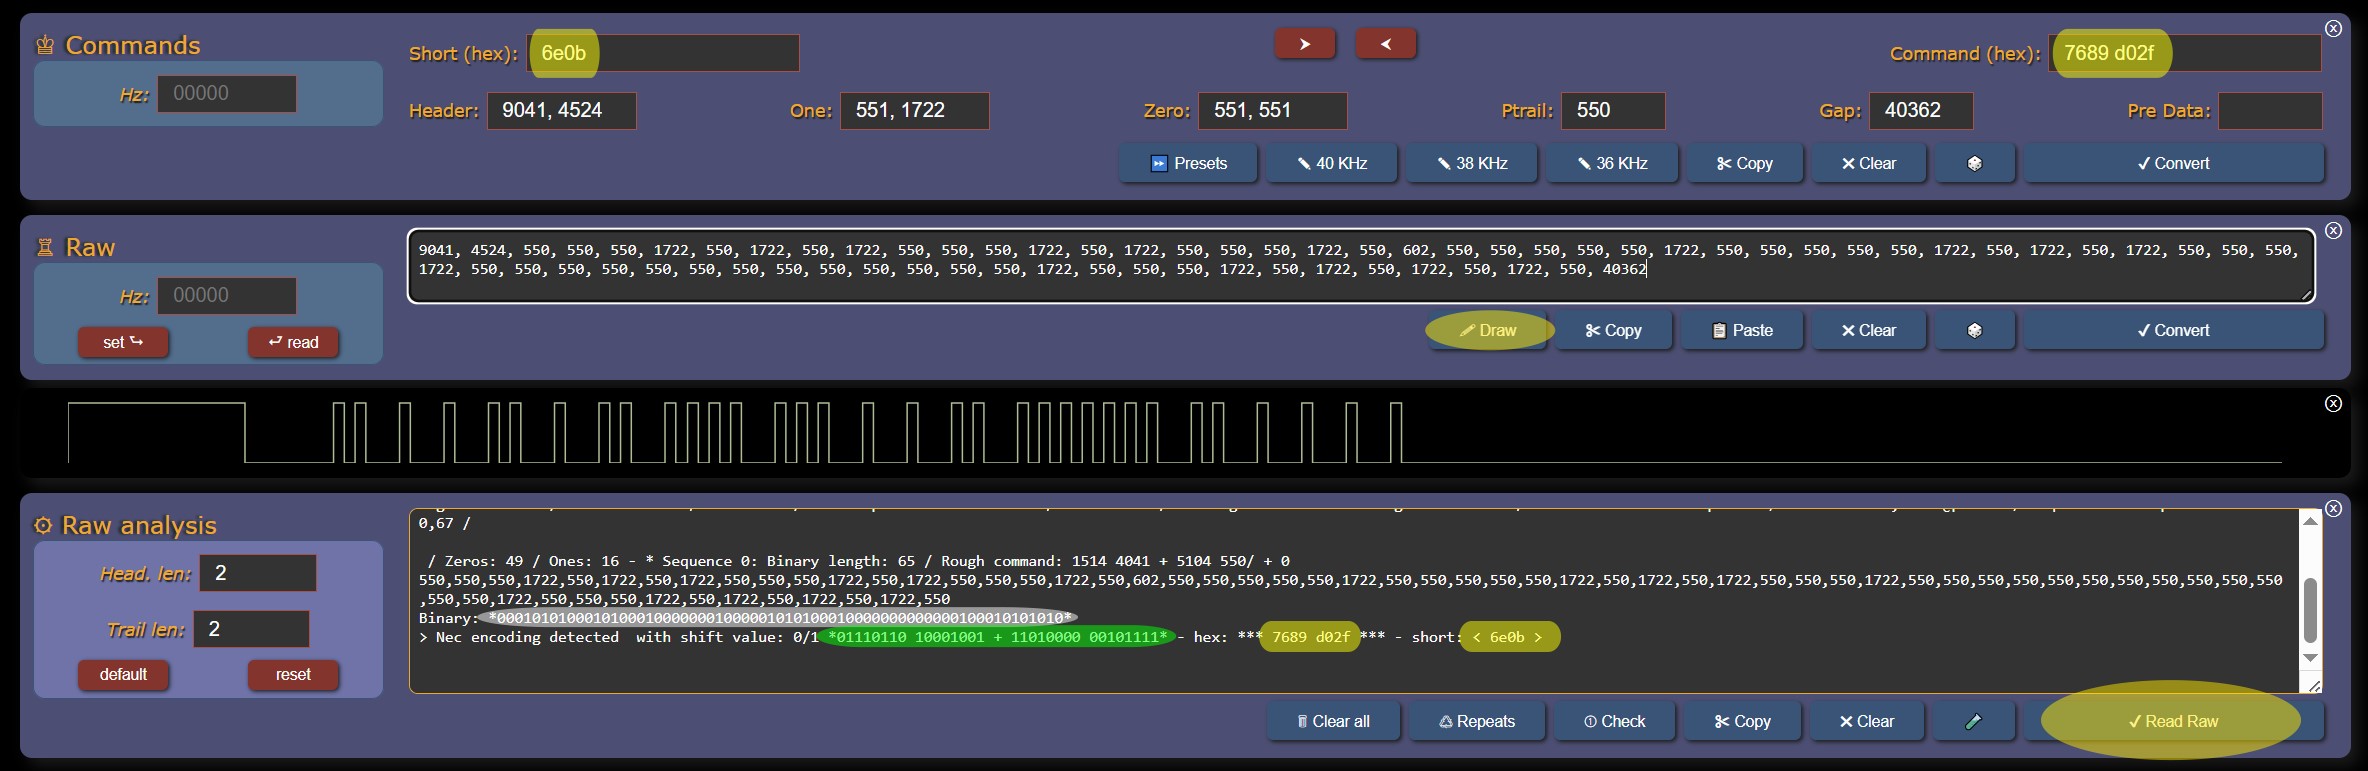 Commands
Short (hex): 6e0b
Command (hex): 7689 d02f
Hz: 00000
Header: 9041, 4524
One: 551, 1722
Zero: 551, 551
Ptrail: 550
Gap: 40362
Pre Data:
Presets
40 KHz
38 KHz
36 KHz
Copy
Clear
Convert
Raw
9041, 4524, 550, 550, 550, 1722, 550, 1722, 550, 1722, 550, 550, 550, 1722, 550, 1722, 550, 550, 550, 1722, 550, 602, 550, 550, 550, 550, 550, 1722, 550, 550, 550, 550, 550, 1722, 550, 1722, 550, 1722, 550, 550, 550,
1722, 550, 550, 550, 550, 550, 550, 550, 550, 550, 550, 550, 550, 550, 1722, 550, 550, 550, 1722, 550, 1722, 550, 1722, 550, 1722, 550, 40362
Hz: 00000
set
read
Draw
Copy
Paste
Clear
Convert
Raw analysis
0,67 /
/ Zeros: 49 / Ones: 16 - * Sequence 0: Binary length: 65 / Rough command: 1514 4041 + 5104 550/ + 0
550,550,550,1722,550,1722,550,1722,550,550,550,1722,550,1722,550,550,550,1722,550,602,550,550,550,550,550,1722,550,550,550,550,550,1722,550,1722,550,1722,550,550,550,1722,550,550,550,550,550,550,550,550,550,550
,550,550,550,1722,550,550,550,1722,550,1722,550,1722,550,1722,550
Binary: *00010101000101000100000001000001010100010000000000000100010101010*
> Nec encoding detected with shift value: 0/1 *01110110 10001001 + 11010000 00101111* - hex: *** 7689 d02f *** - short: < 6e0b >
Head. len: 2
Trail len: 2
default
reset
Clear all
Repeats
Check
Copy
Clear
Read Raw